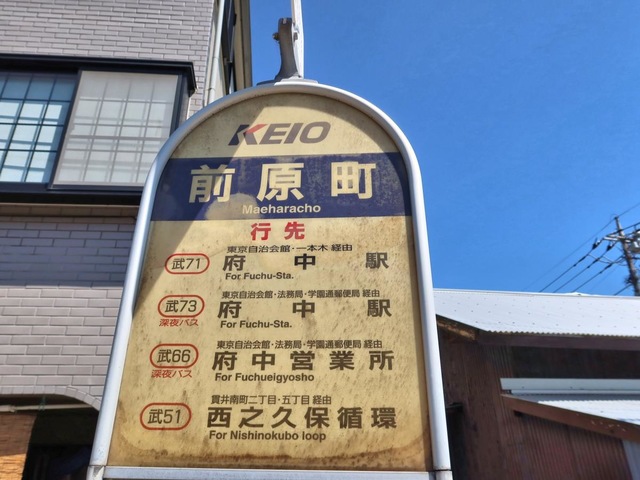 KEIO
前原町
Maeharacho
行先
東京自治会館・一本木 経由
武71 府中駅
For Fuchu-Sta.
東京自治会館・法務局・学園通郵便局 経由
武73 府中駅
深夜バス For Fuchu-Sta.
東京自治会館・法務局・学園通郵便局 経由
武66 府中営業所
深夜バス For Fuchueigyosho
貫井南町二丁目・五丁目 経由
武51 西之久保循環
For Nishinokubo loop